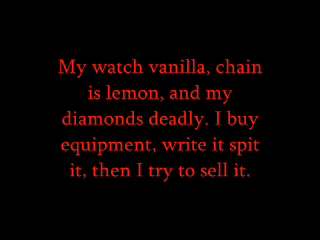 My watch vanilla, chain
is lemon, and my
diamonds deadly. I buy
equipment, write it spit
it, then I try to sell it.